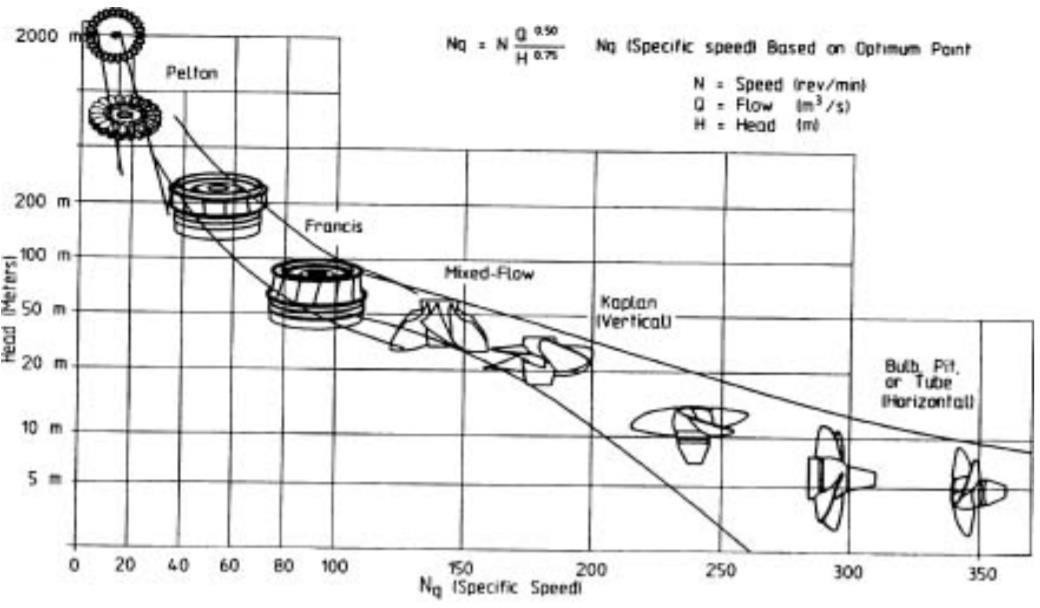 2000 m
Pelton
Nq = N Q 0.50 / H 0.75
Nq (Specific speed) Based on Optimum Point
N = Speed (rev/min)
Q = Flow (m³/s)
H = Head (m)
200 m
Francis
100 m
Mixed-Flow
Kaplan
(Vertical)
50 m
20 m
Bulb, Pit,
or Tube
(Horizontal)
10 m
5 m
Head (Meters)
0 20 40 60 80 100 150 200 250 300 350
Nq (Specific Speed)